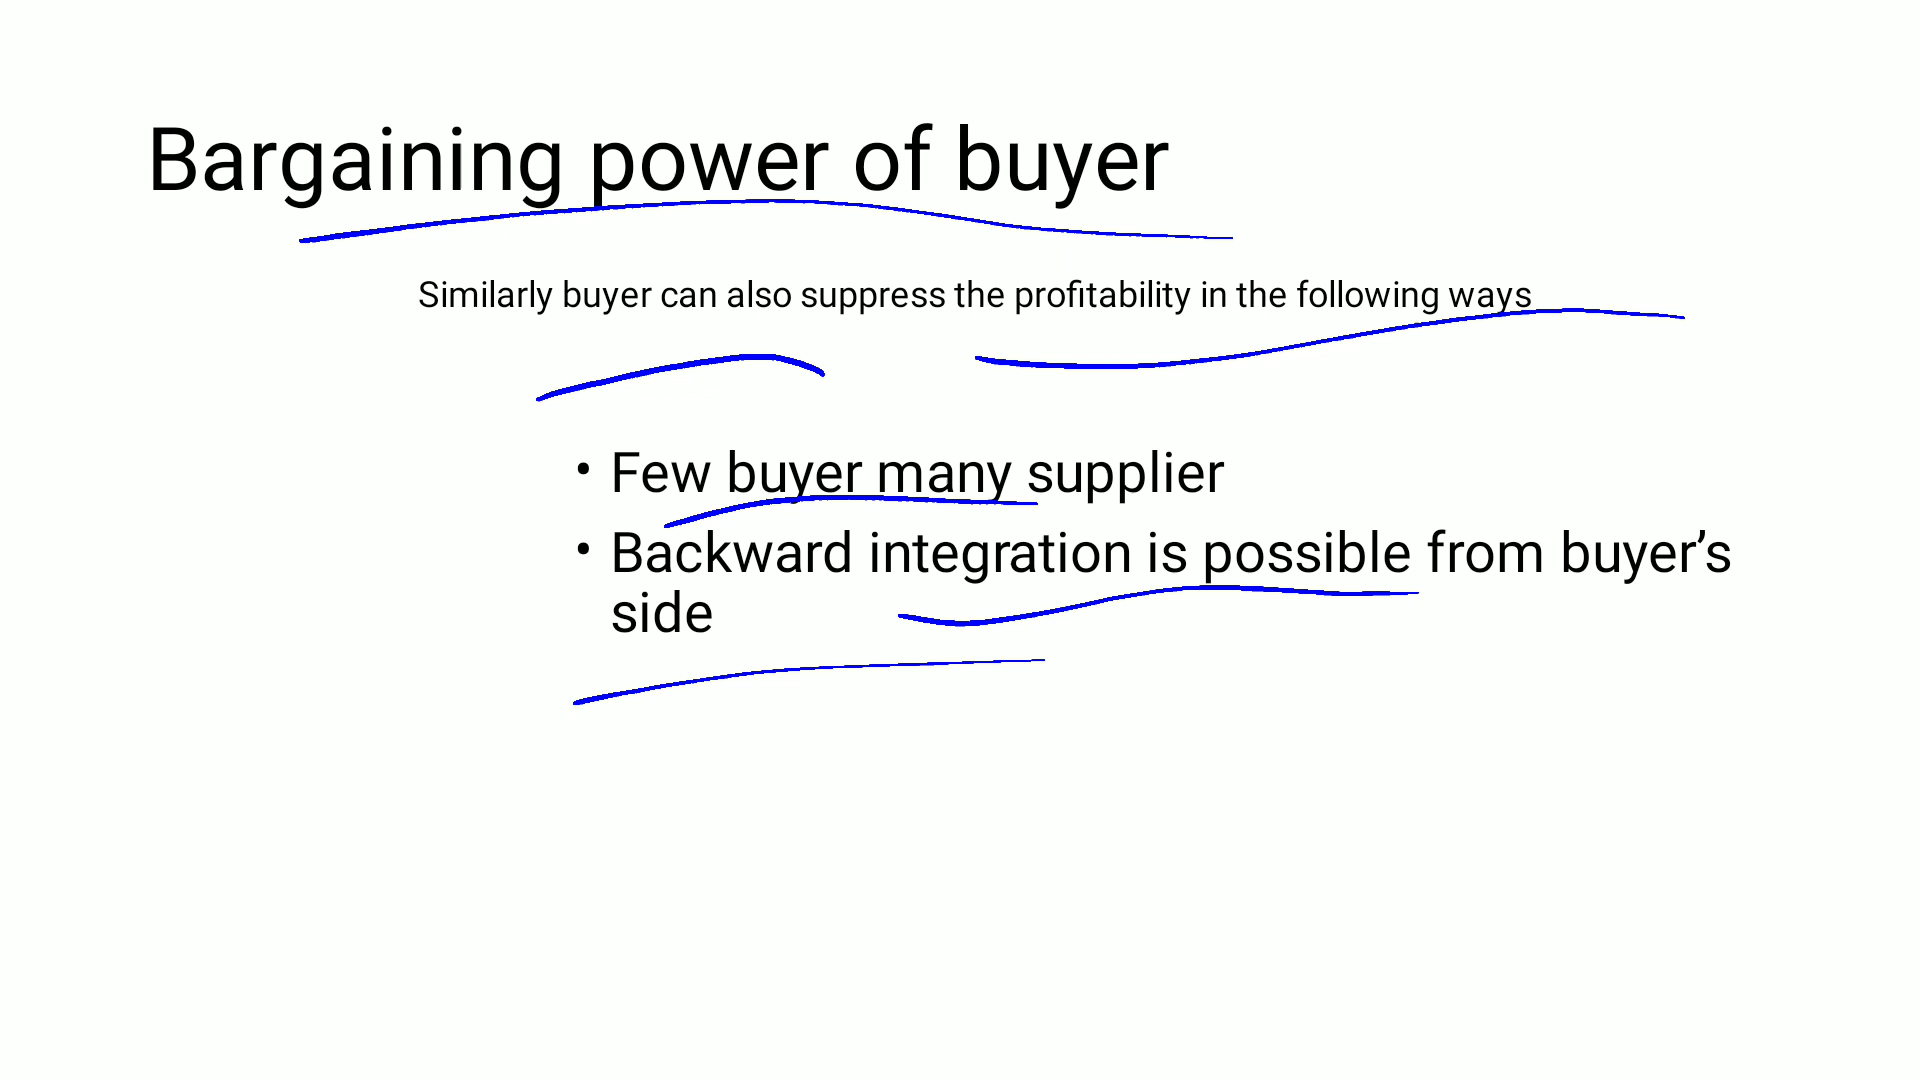 Bargaining power of buyer
Similarly buyer can also suppress the profitability in the following ways
• Few buyer many supplier
• Backward integration is possible from buyer’s
side